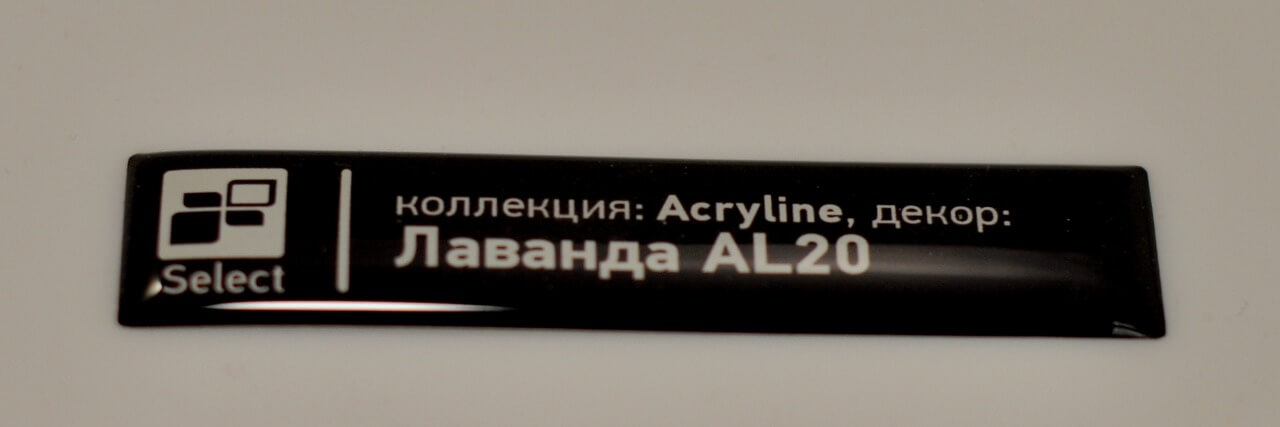 Select
коллекция: Acryline, декор:
Лаванда AL20